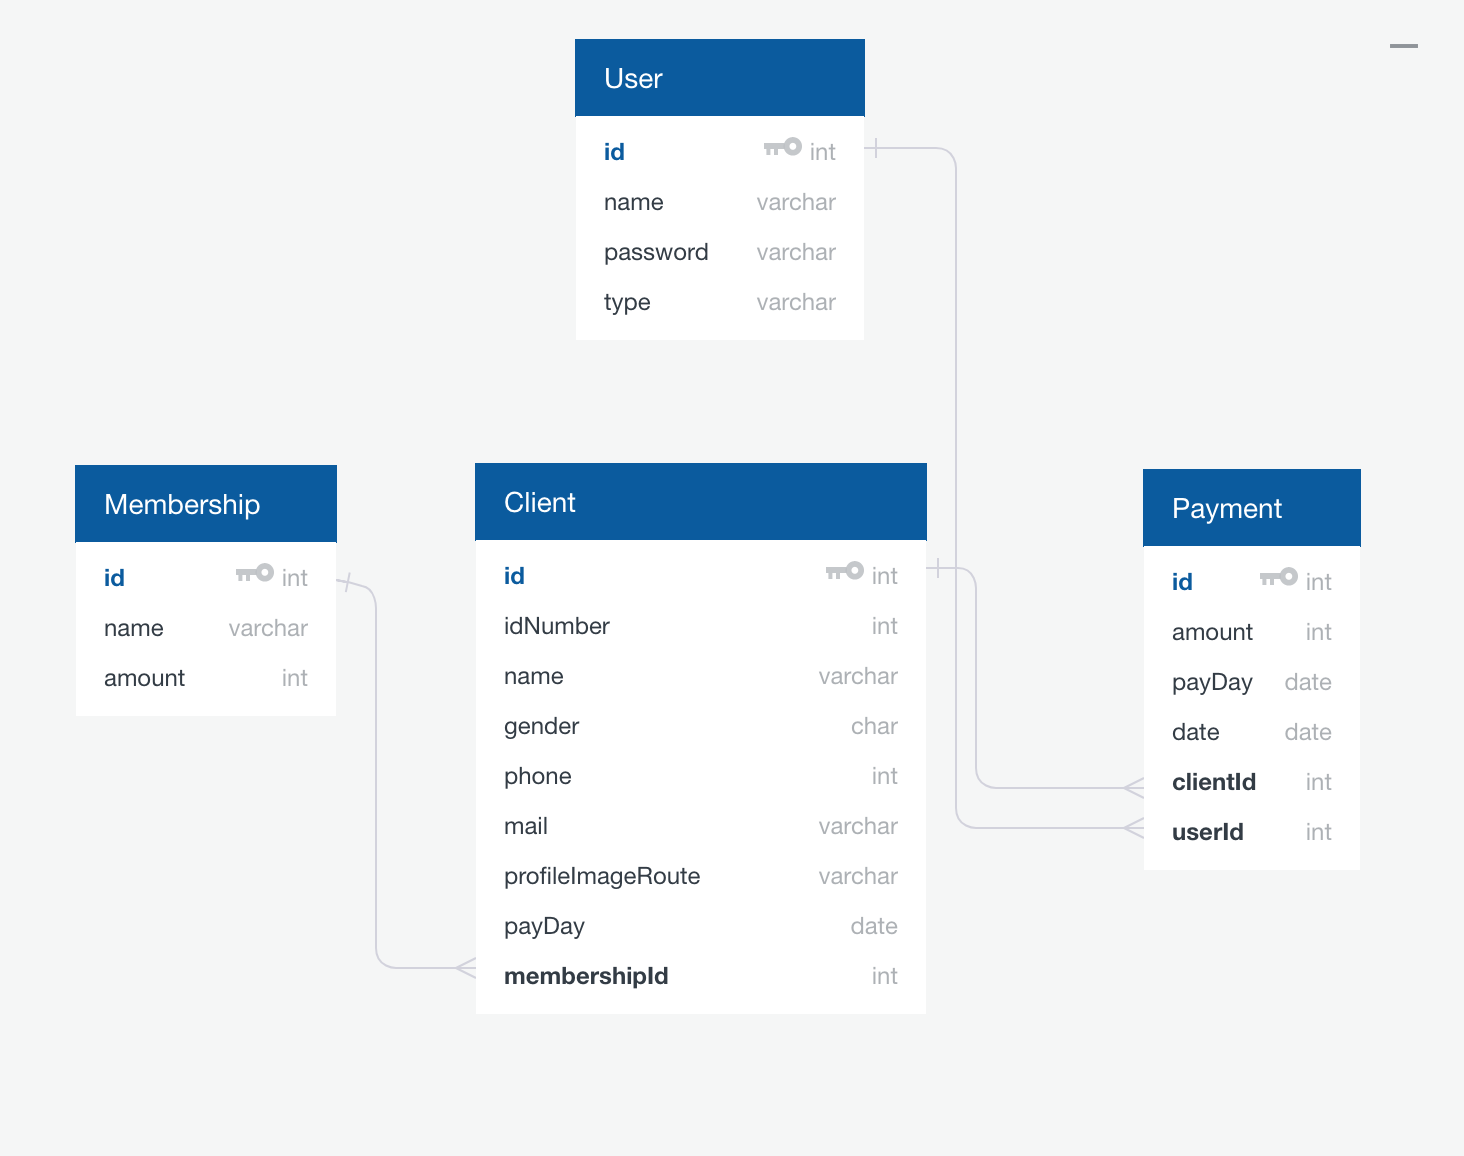 User
id int
name varchar
password varchar
type varchar
Membership
id int
name varchar
amount int
Client
id int
idNumber int
name varchar
gender char
phone int
mail varchar
profileImageRoute varchar
payDay date
membershipId int
Payment
id int
amount int
payDay date
date date
clientId int
userId int